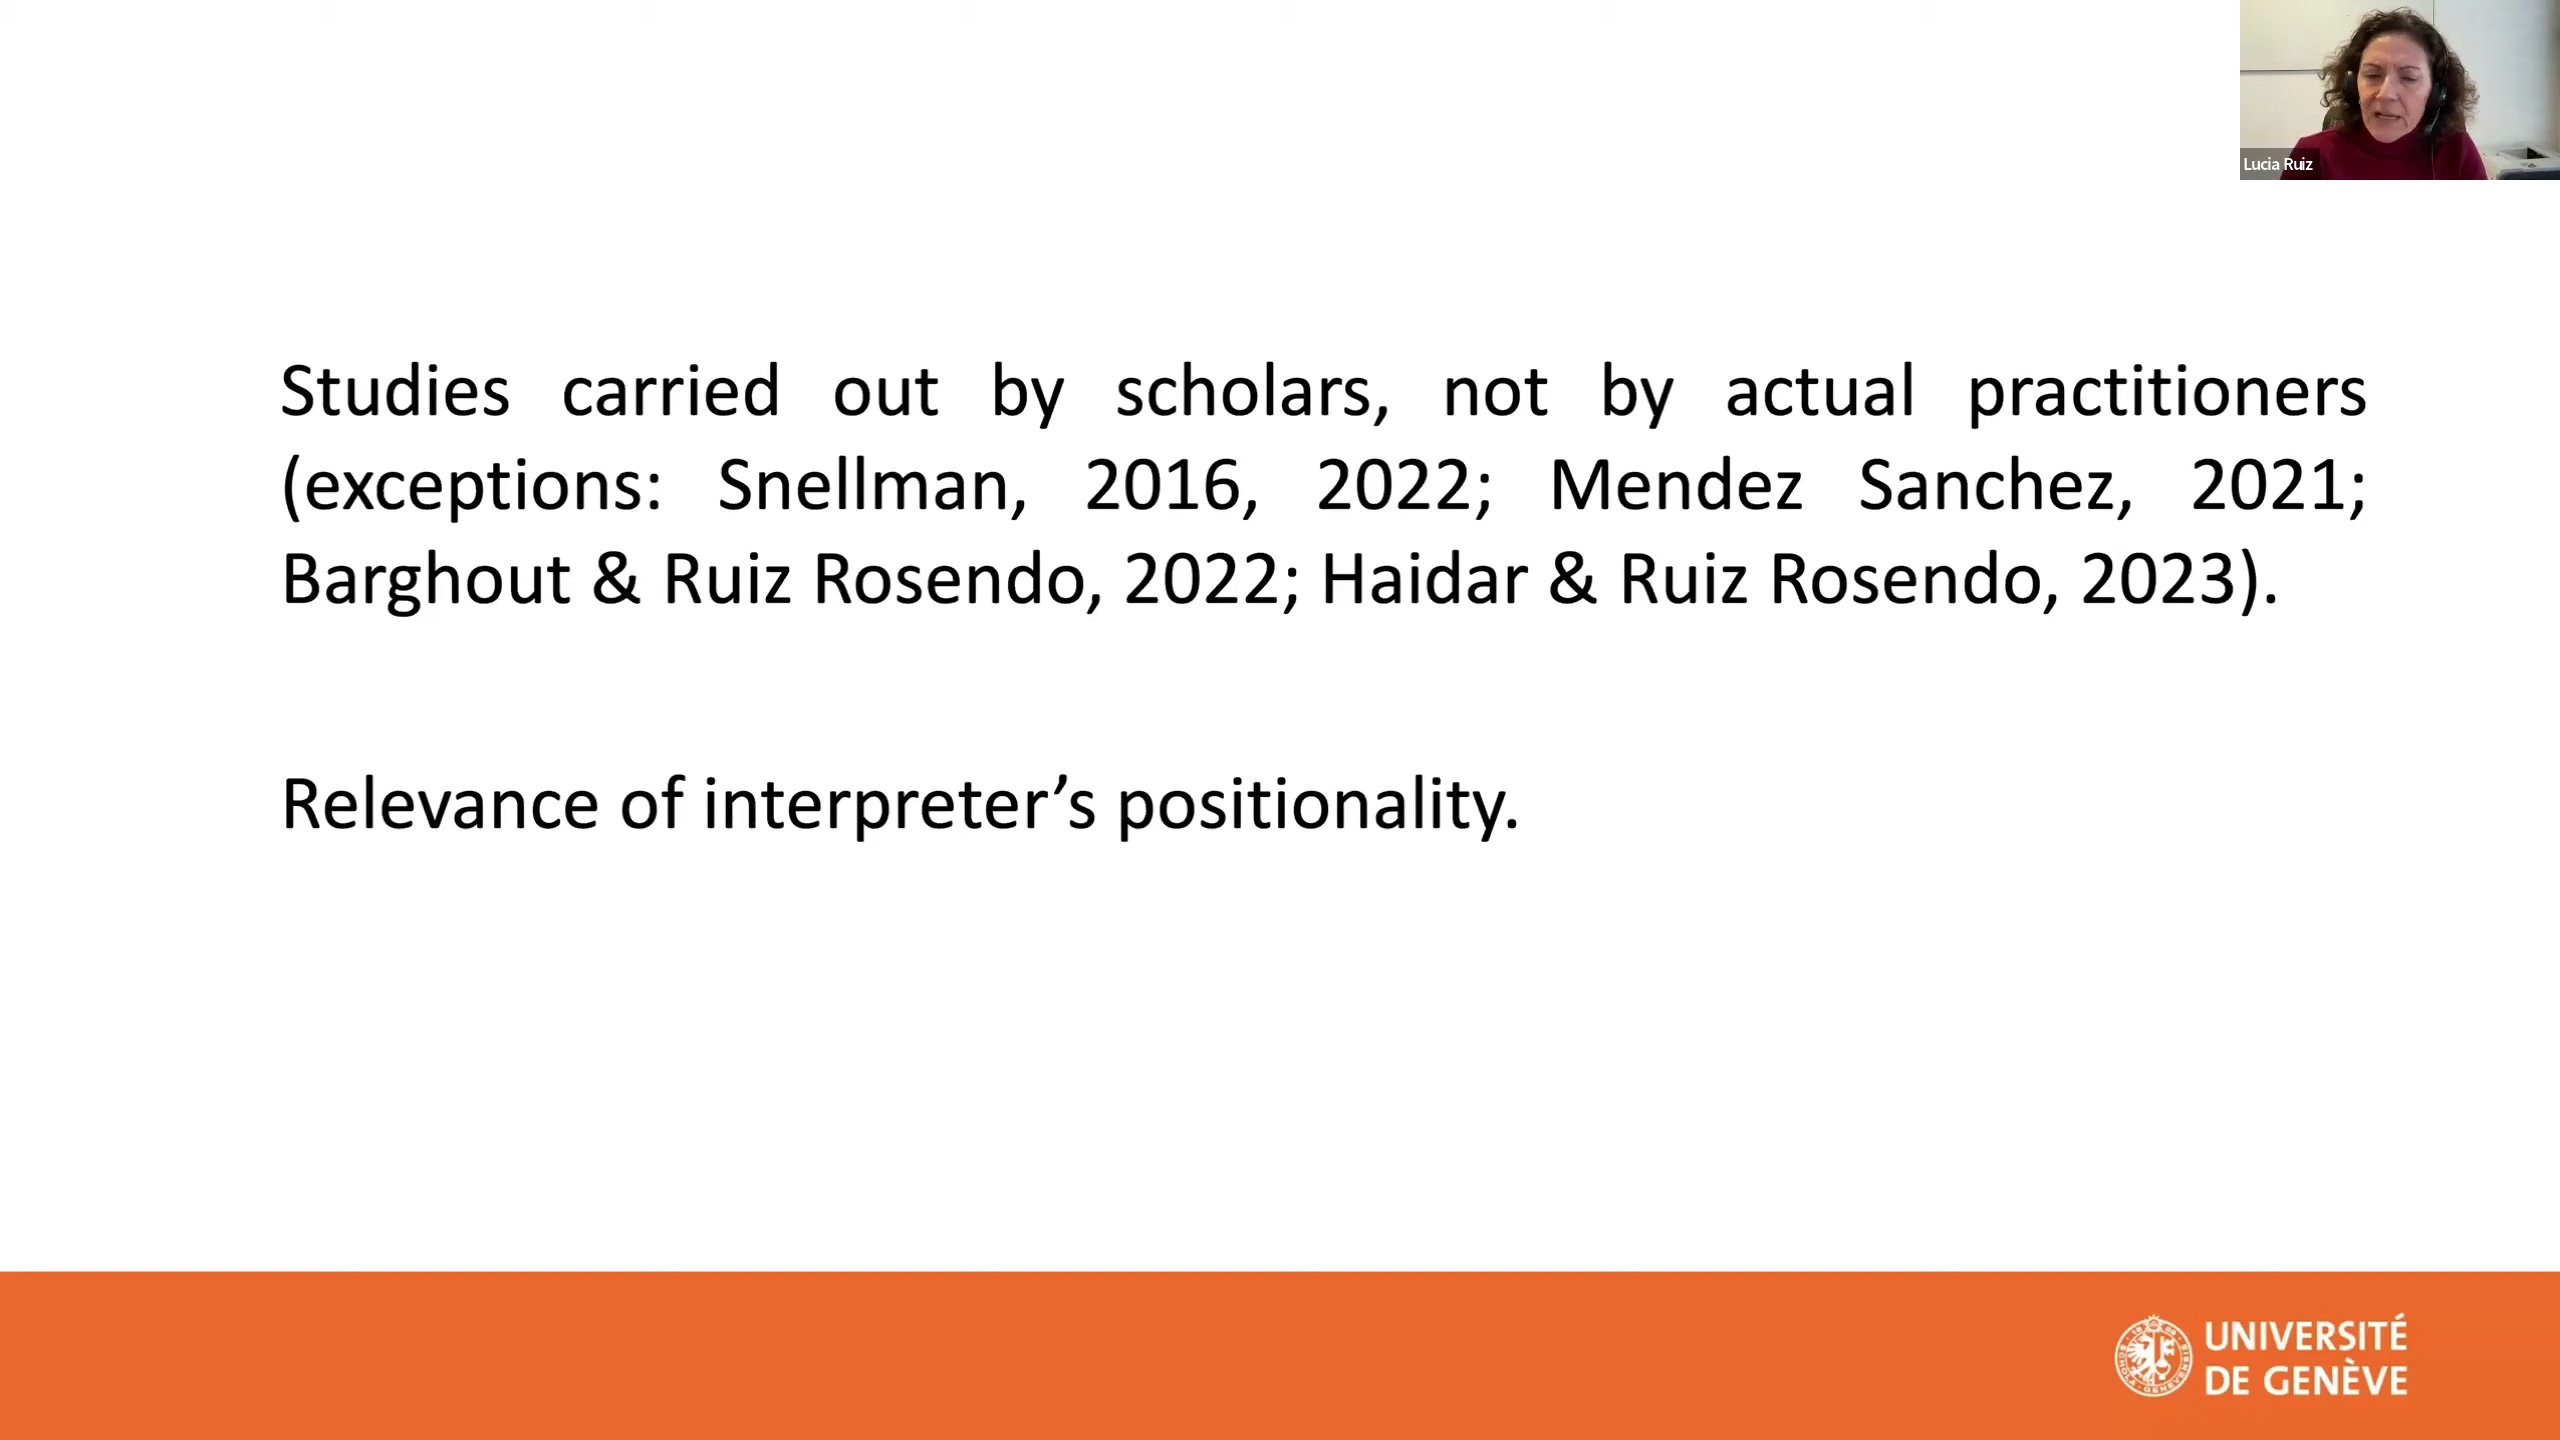 Lucia Ruiz
Studies carried out by scholars, not by actual practitioners
(exceptions: Snellman, 2016, 2022; Mendez Sanchez, 2021;
Barghout & Ruiz Rosendo, 2022; Haidar & Ruiz Rosendo, 2023).
Relevance of interpreter’s positionality.
UNIVERSITÉ
DE GENÈVE